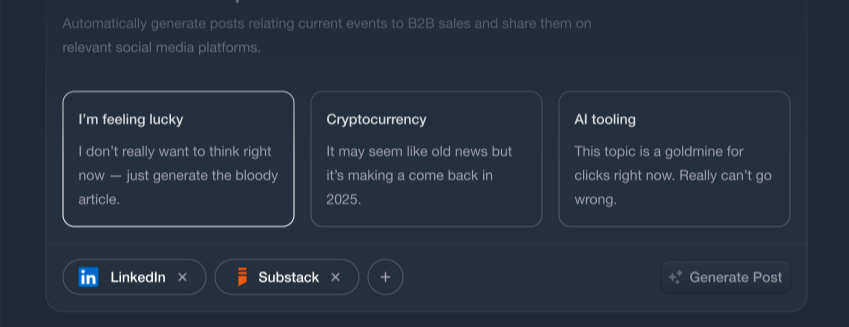 Automatically generate posts relating current events to B2B sales and share them on
relevant social media platforms.
I'm feeling lucky
I don't really want to think right
now — just generate the bloody
article.
Cryptocurrency
It may seem like old news but
it's making a come back in
2025.
AI tooling
This topic is a goldmine for
clicks right now. Really can't go
wrong.
in LinkedIn ×
Substack ×
+
Generate Post